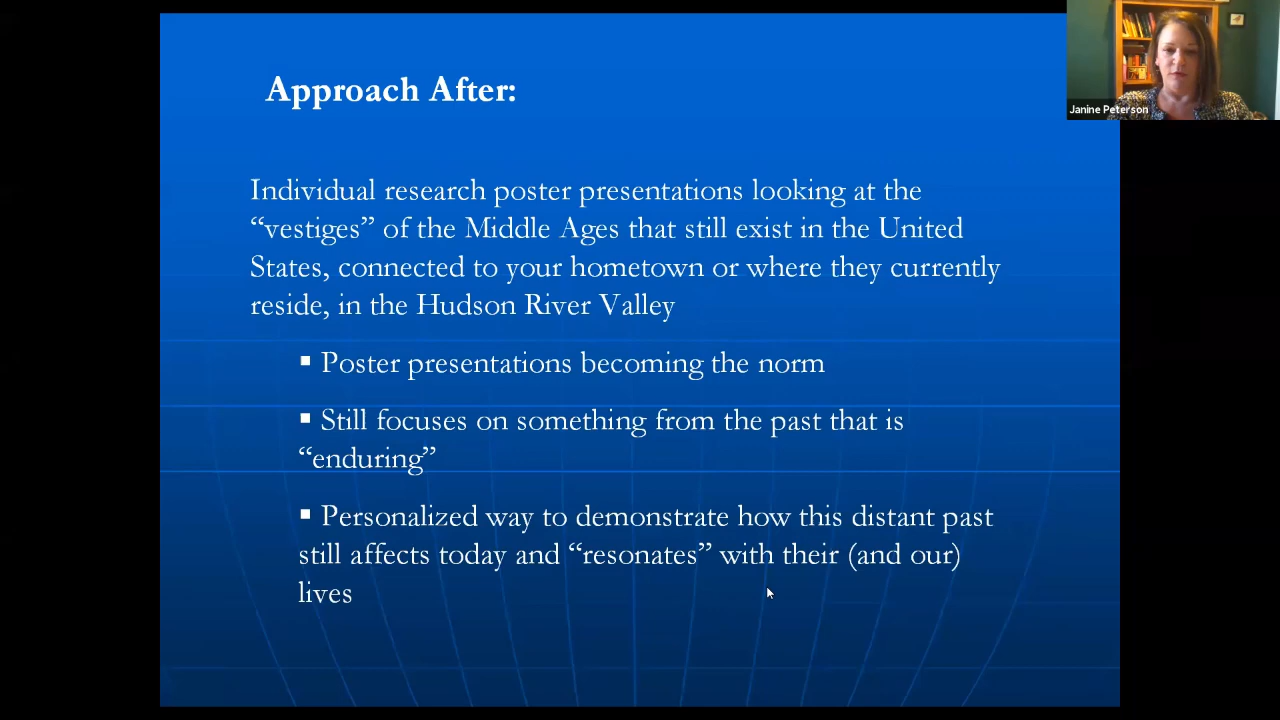 Approach After:
Janine Peterson
Individual research poster presentations looking at the
“vestiges” of the Middle Ages that still exist in the United
States, connected to your hometown or where they currently
reside, in the Hudson River Valley
▪ Poster presentations becoming the norm
▪ Still focuses on something from the past that is
“enduring”
▪ Personalized way to demonstrate how this distant past
still affects today and “resonates” with their (and our)
lives